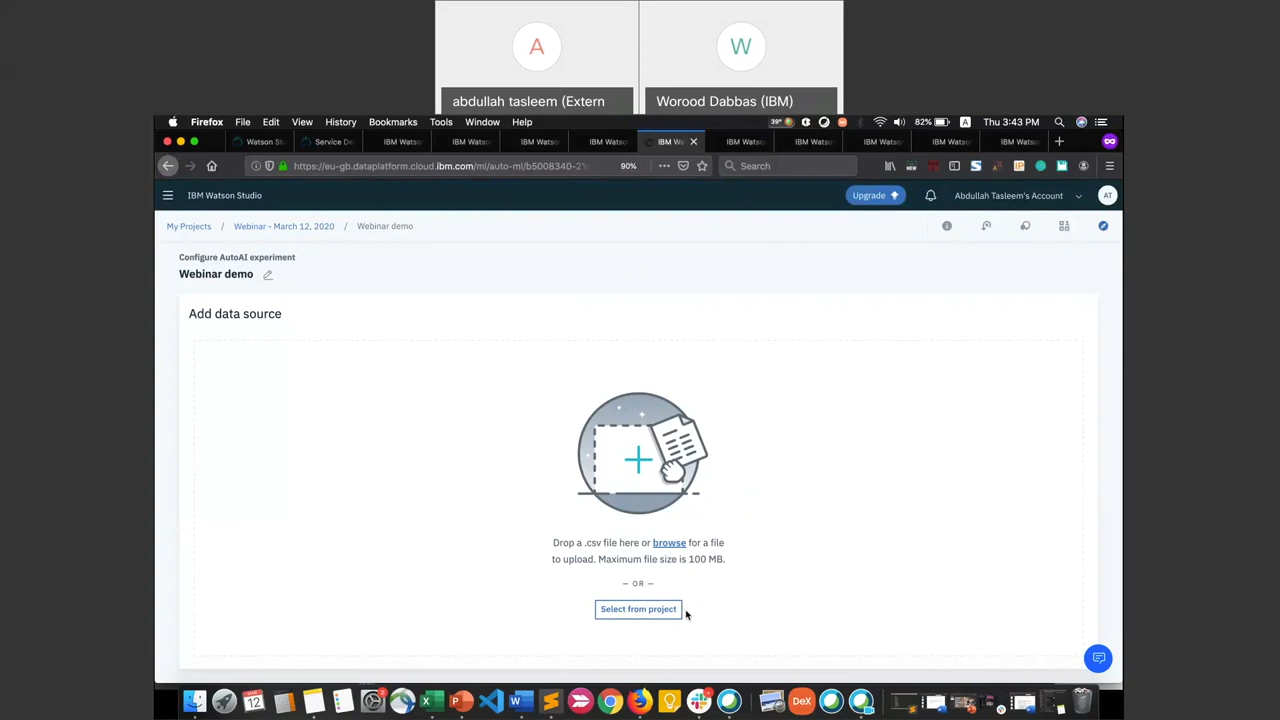 A
W
abdullah tasleem (Extern
Worood Dabbas (IBM)
Firefox File Edit View History Bookmarks Tools Window Help
39° 82% A Thu 3:43 PM
Watson St
Service De
IBM Watso
IBM Watso
IBM Watso
IBM Watso
IBM Wa
IBM Watso
IBM Watso
IBM Watso
IBM Watso
IBM Watso
https://eu-gb.dataplatform.cloud.ibm.com/ml/auto-ml/b5008340-21
90%
Search
IBM Watson Studio
Upgrade
Abdullah Tasleem's Account
AT
My Projects / Webinar - March 12, 2020 / Webinar demo
Configure AutoAI experiment
Webinar demo
Add data source
Drop a .csv file here or browse for a file
to upload. Maximum file size is 100 MB.
— OR —
Select from project
12
DeX